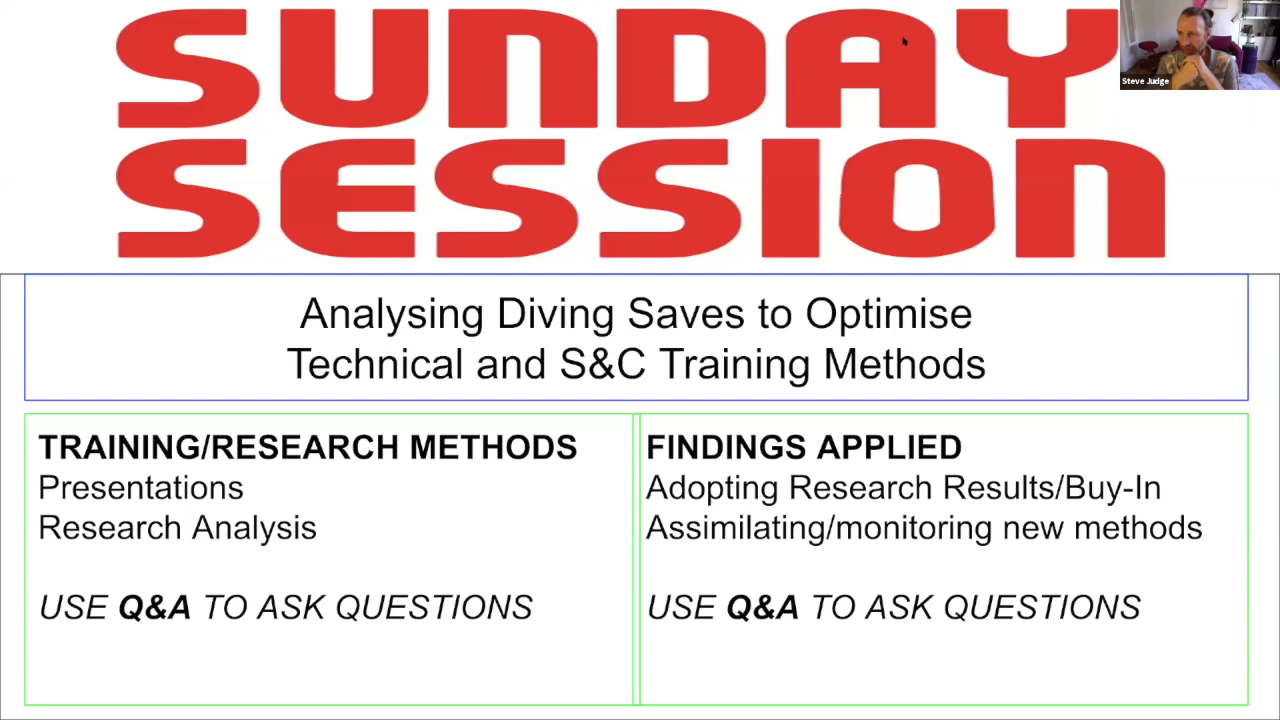 SUNDAY
SESSION
Steve Judge
Analysing Diving Saves to Optimise
Technical and S&C Training Methods
TRAINING/RESEARCH METHODS
Presentations
Research Analysis
USE Q&A TO ASK QUESTIONS
FINDINGS APPLIED
Adopting Research Results/Buy-In
Assimilating/monitoring new methods
USE Q&A TO ASK QUESTIONS